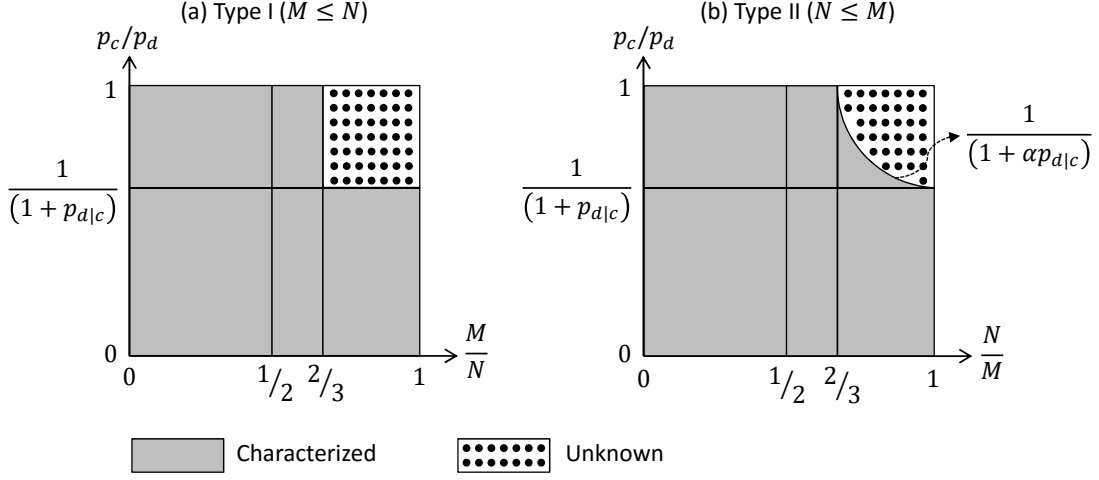 (a) Type I (M ≤ N)
p_c/p_d
1
1/(1 + p_{d|c})
0
0
1/2
2/3
1
M/N
(b) Type II (N ≤ M)
p_c/p_d
1
1/(1 + αp_{d|c})
1/(1 + p_{d|c})
0
0
1/2
2/3
1
N/M
Characterized
Unknown